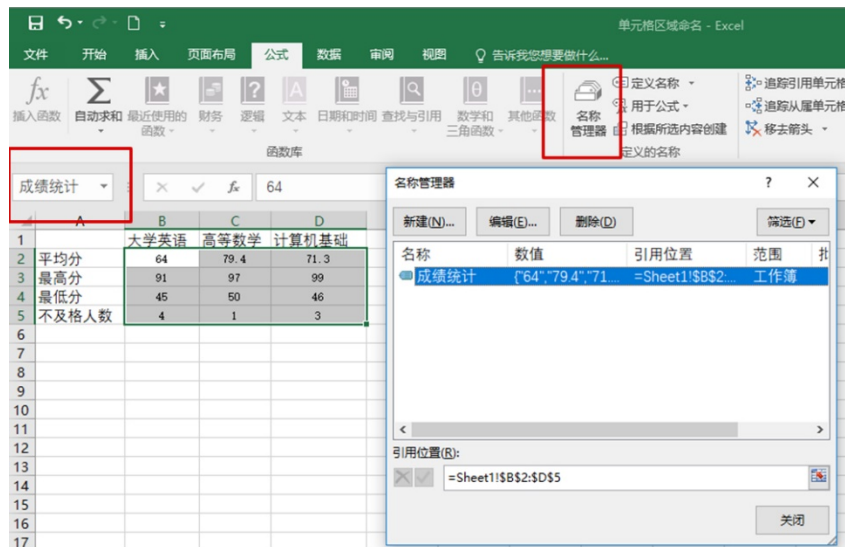 单元格区域命名 - Excel
文件 开始 插入 页面布局 公式 数据 审阅 视图 告诉我您想要做什么...
fx Σ ? A θ ...
定义名称 追踪引用单元格
插入函数 自动求和 最近使用的函数 财务 逻辑 文本 日期和时间 查找与引用 数学和三角函数 其他函数 名称管理器 用于公式 追踪从属单元格
根据所选内容创建 移去箭头
函数库 定义的名称
成绩统计 fx 64
A B C D
1 大学英语 高等数学 计算机基础
2 平均分 64 79.4 71.3
3 最高分 91 97 99
4 最低分 45 50 46
5 不及格人数 4 1 3
6
7
8
9
10
11
12
13
14
15
16
17
名称管理器 ? ×
新建(N)... 编辑(E)... 删除(D) 筛选(F)
名称 数值 引用位置 范围
成绩统计 {"64","79.4","71.... =Sheet1!$B$2:... 工作簿
引用位置(R):
=Sheet1!$B$2:$D$5
关闭